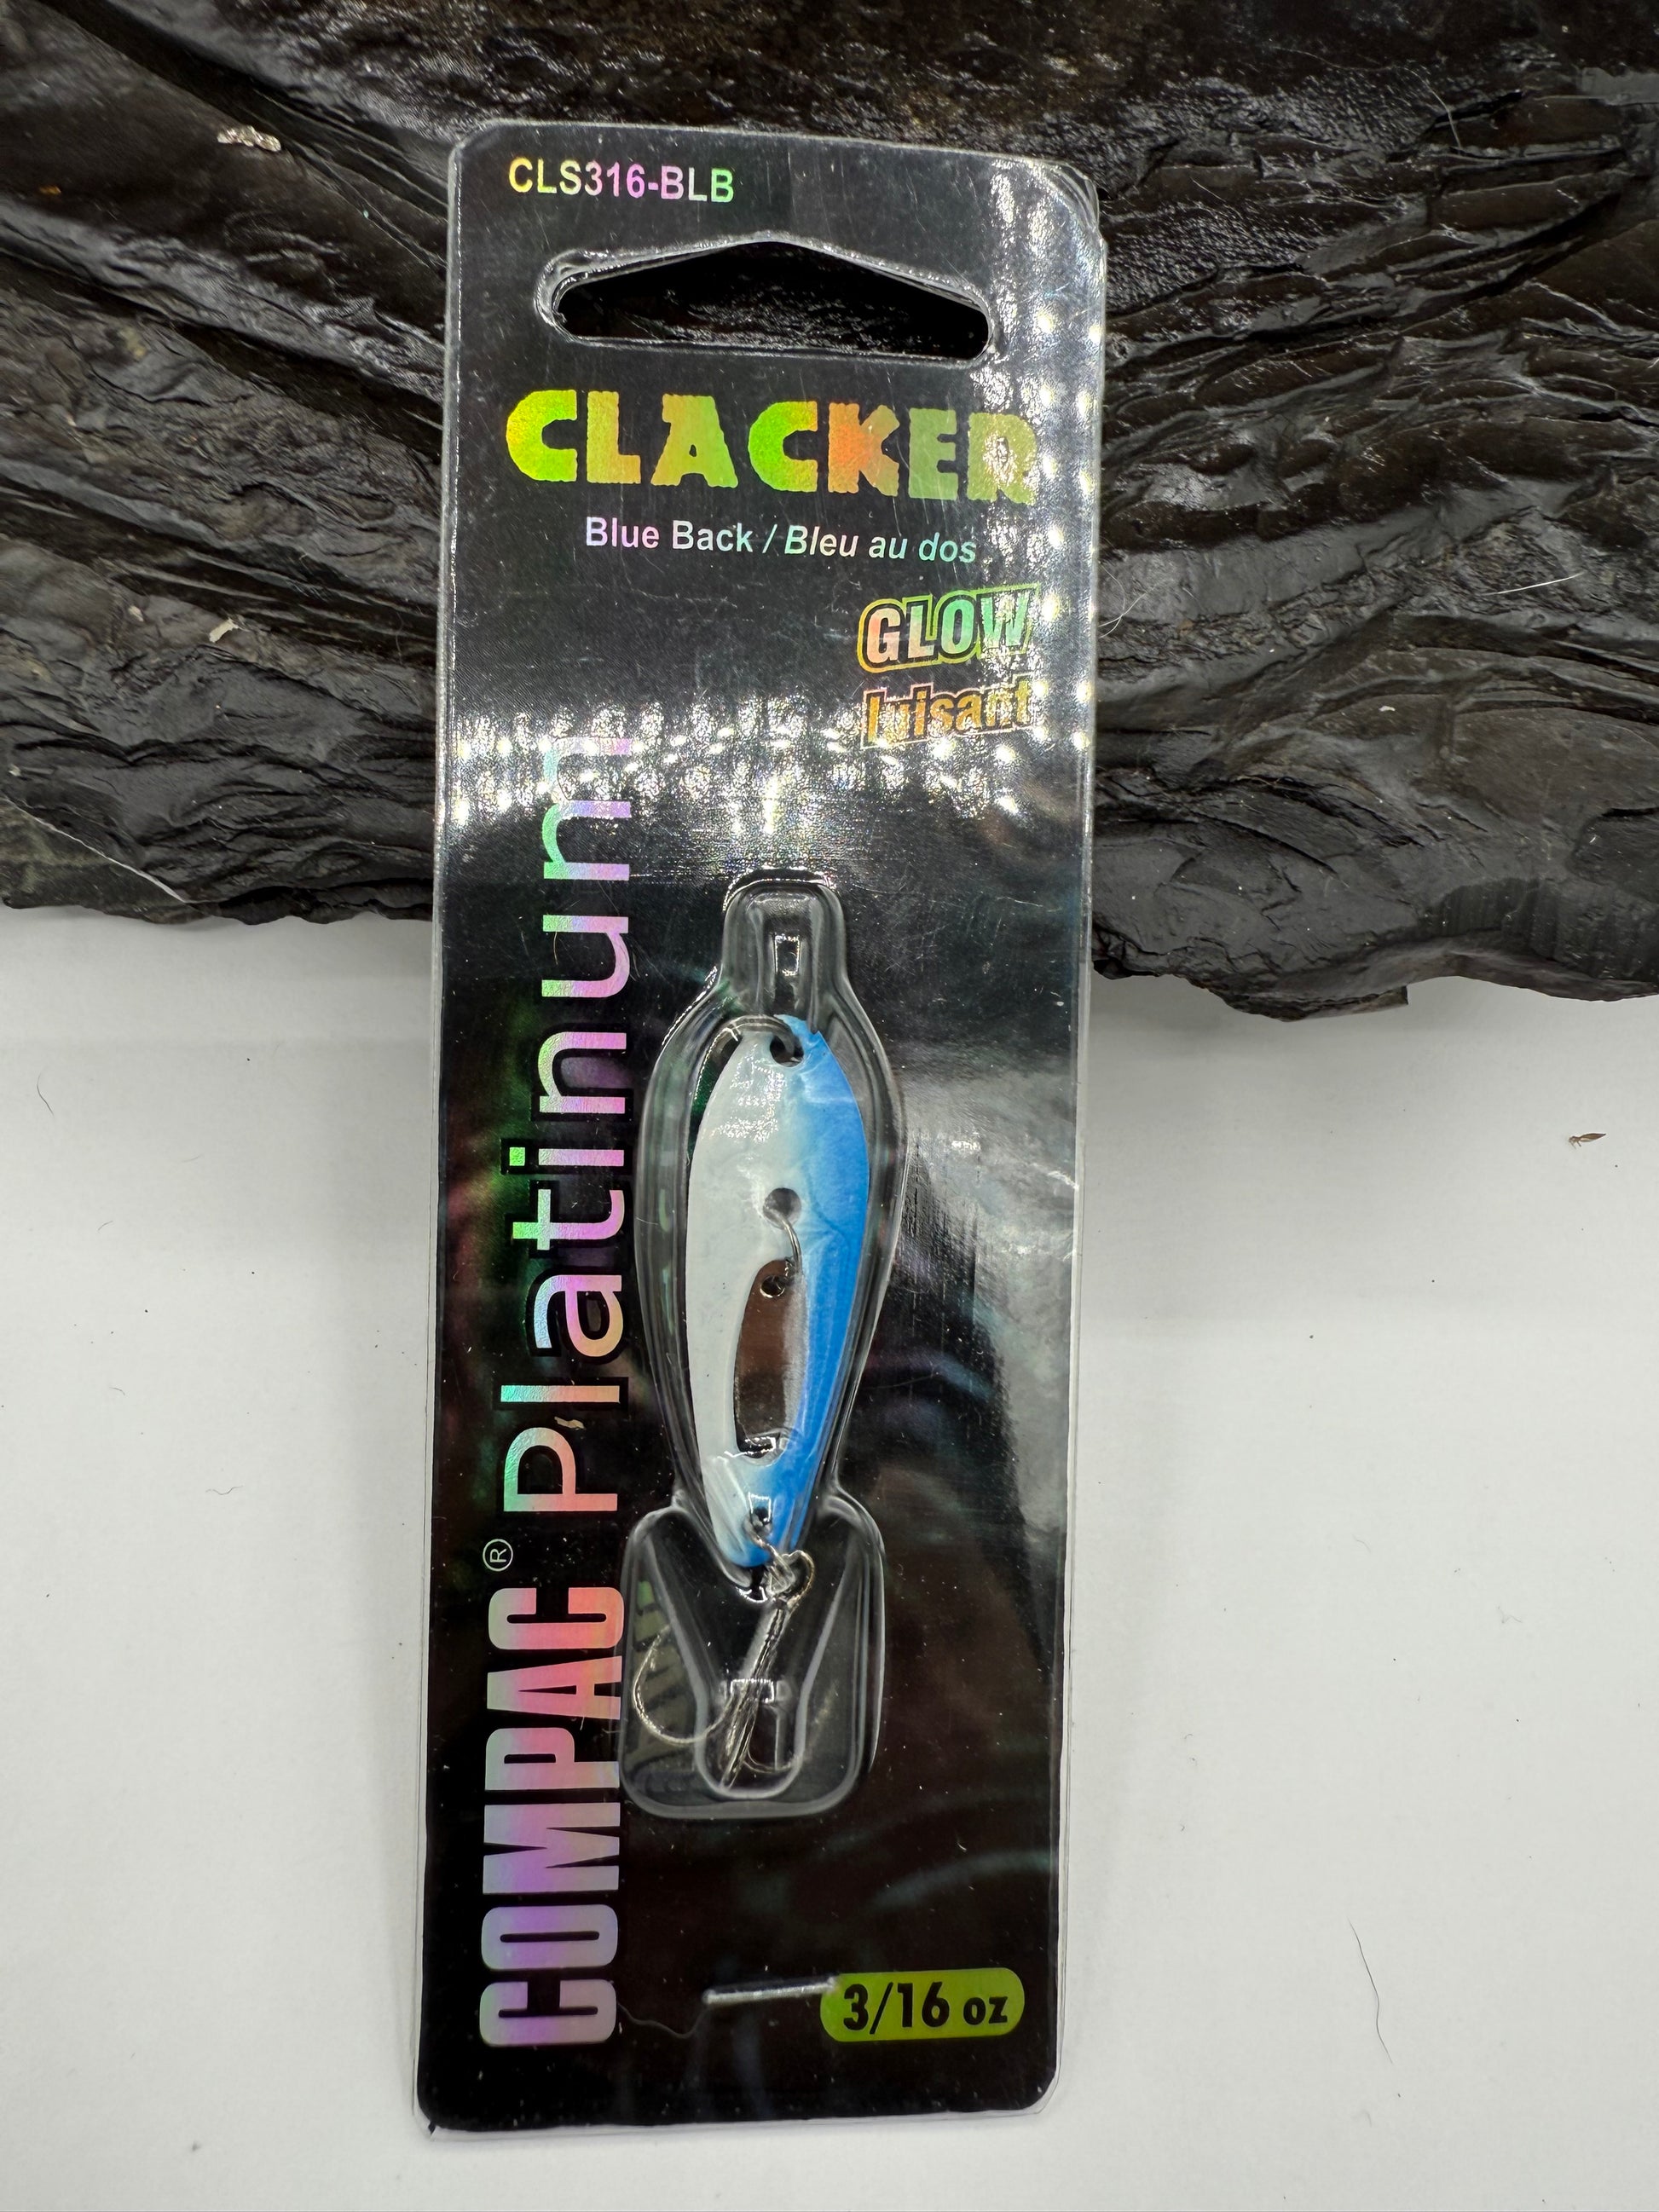 CLS316-BLB
CLACKER
Blue Back / Bleu au dos
GLOW
luisant
COMPAC® Platinum
3/16 oz